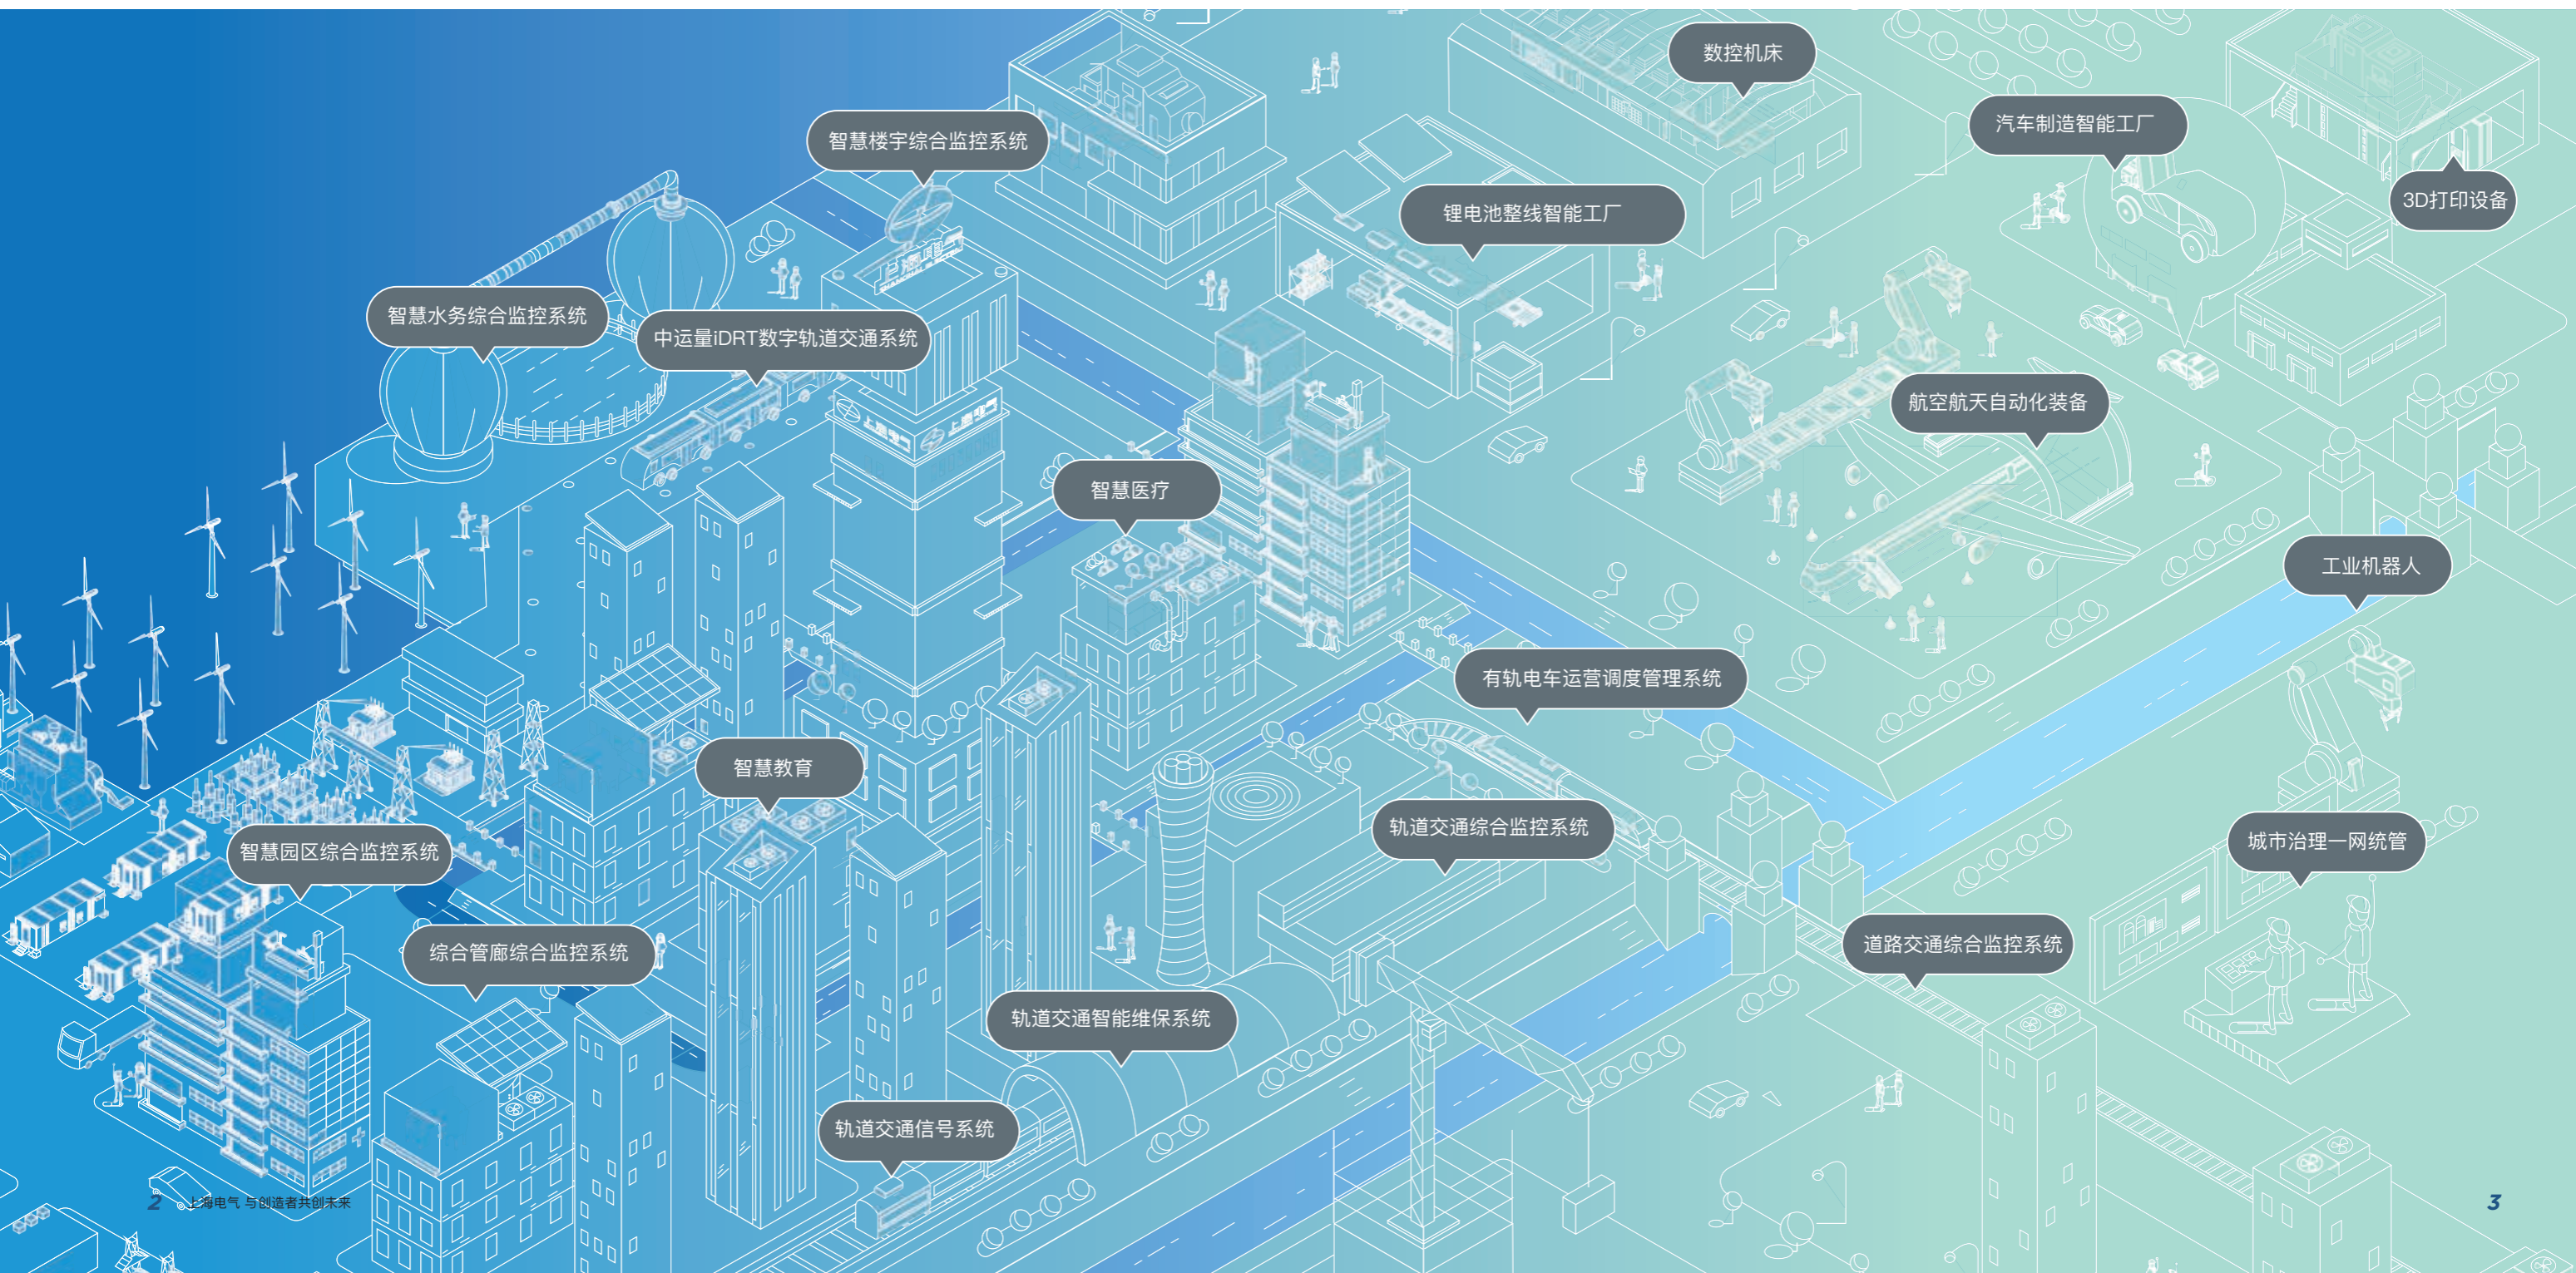 数控机床
汽车制造智能工厂
智慧楼宇综合监控系统
3D打印设备
锂电池整线智能工厂
智慧水务综合监控系统
中运量iDRT数字轨道交通系统
航空航天自动化装备
上海电气
上海电气
智慧医疗
工业机器人
有轨电车运营调度管理系统
智慧教育
轨道交通综合监控系统
城市治理一网统管
智慧园区综合监控系统
道路交通综合监控系统
综合管廊综合监控系统
轨道交通智能维保系统
轨道交通信号系统
2 上海电气 与创造者共创未来
3